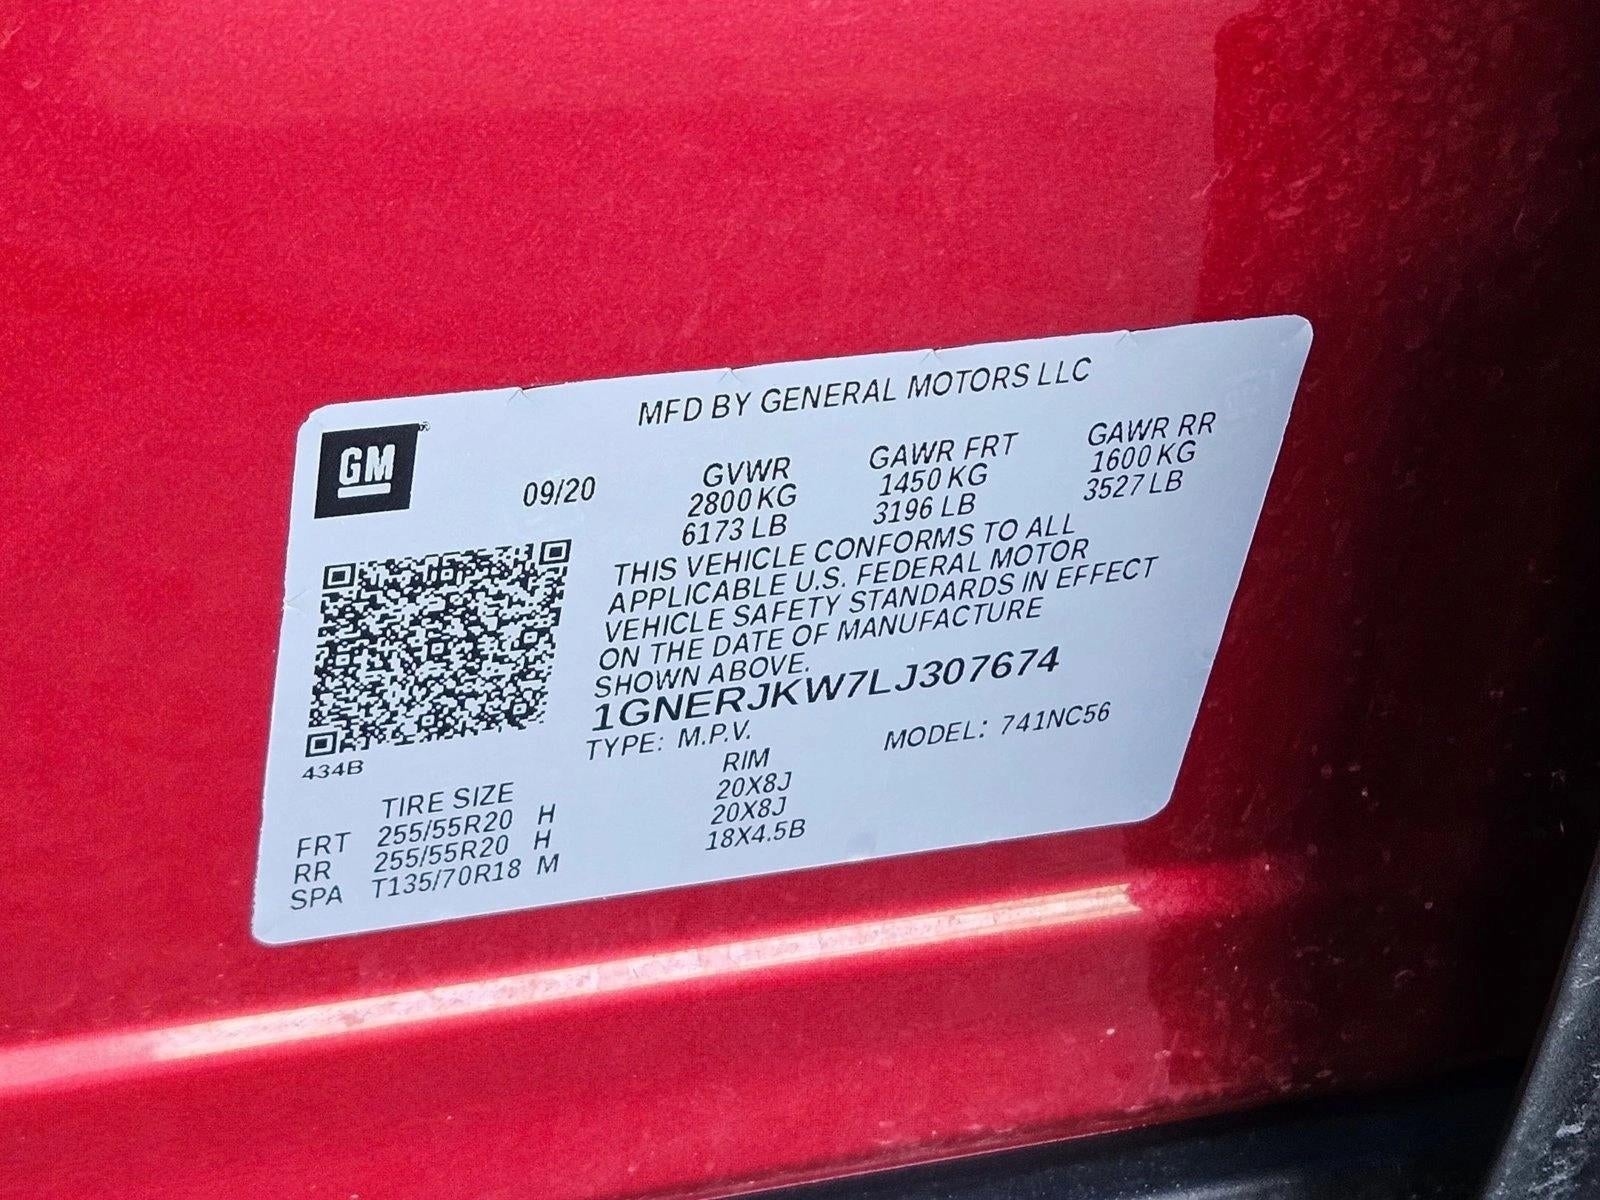 MFD BY GENERAL MOTORS LLC
GM
09/20
GVWR
2800 KG
6173 LB
GAWR FRT
1450 KG
3196 LB
GAWR RR
1600 KG
3527 LB
THIS VEHICLE CONFORMS TO ALL
APPLICABLE U.S. FEDERAL MOTOR
VEHICLE SAFETY STANDARDS IN EFFECT
ON THE DATE OF MANUFACTURE
SHOWN ABOVE.
1GNERJKW7LJ307674
TYPE: M.P.V. MODEL: 741NC56
434B
TIRE SIZE RIM
FRT 255/55R20 H 20X8J
RR 255/55R20 H 20X8J
SPA T135/70R18 M 18X4.5B